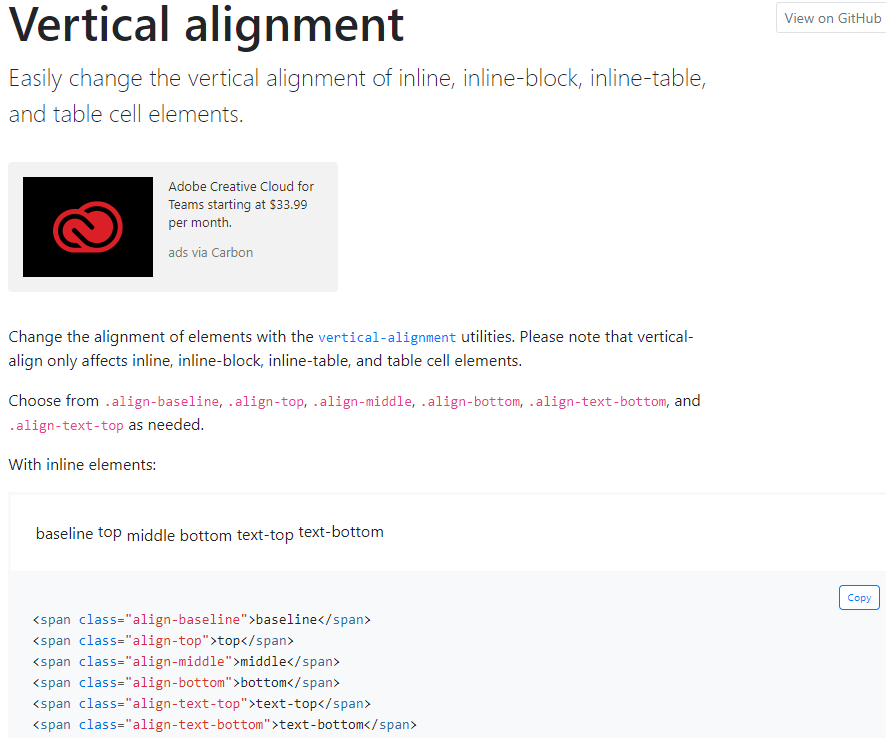 Vertical alignment
View on GitHub
Easily change the vertical alignment of inline, inline-block, inline-table,
and table cell elements.
Adobe Creative Cloud for
Teams starting at $33.99
per month.
ads via Carbon
Change the alignment of elements with the vertical-alignment utilities. Please note that vertical-
align only affects inline, inline-block, inline-table, and table cell elements.
Choose from .align-baseline, .align-top, .align-middle, .align-bottom, .align-text-bottom, and
.align-text-top as needed.
With inline elements:
baseline top middle bottom text-top text-bottom
Copy
<span class="align-baseline">baseline</span>
<span class="align-top">top</span>
<span class="align-middle">middle</span>
<span class="align-bottom">bottom</span>
<span class="align-text-top">text-top</span>
<span class="align-text-bottom">text-bottom</span>